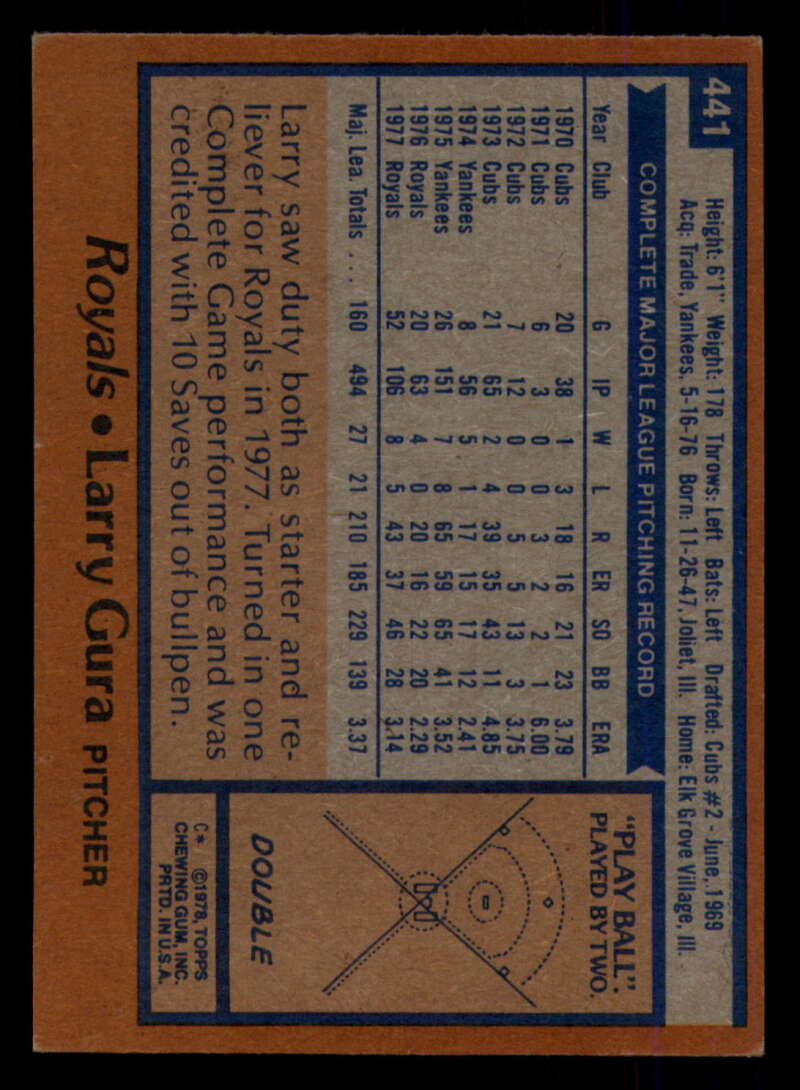 441
Height: 6'1" Weight: 178 Throws: Left Bats: Left Drafted: Cubs #2 - June, 1969
Acq: Trade, Yankees, 5-16-76 Born: 11-26-47, Joliet, Ill. Home: Elk Grove Village, Ill.
COMPLETE MAJOR LEAGUE PITCHING RECORD
Year Club G IP W L R ER SO BB ERA
1970 Cubs 20 38 1 3 18 16 21 23 3.79
1971 Cubs 6 3 0 0 3 2 2 1 6.00
1972 Cubs 7 12 0 0 5 5 13 3 3.75
1973 Cubs 21 65 2 4 39 35 43 11 4.85
1974 Yankees 8 56 5 1 17 15 17 12 2.41
1975 Yankees 26 151 7 8 65 59 65 41 3.52
1976 Royals 20 63 4 0 20 16 22 20 2.29
1977 Royals 52 106 8 5 43 37 46 28 3.14
Maj. Lea. Totals . . . 160 494 27 21 210 185 229 139 3.37
Larry saw duty both as starter and re-
liever for Royals in 1977. Turned in one
Complete Game performance and was
credited with 10 Saves out of bullpen.
"PLAY BALL".
PLAYED BY TWO.
DOUBLE
C* ©1978, TOPPS
CHEWING GUM, INC.
PRTD. IN U.S.A.
Royals • Larry Gura PITCHER